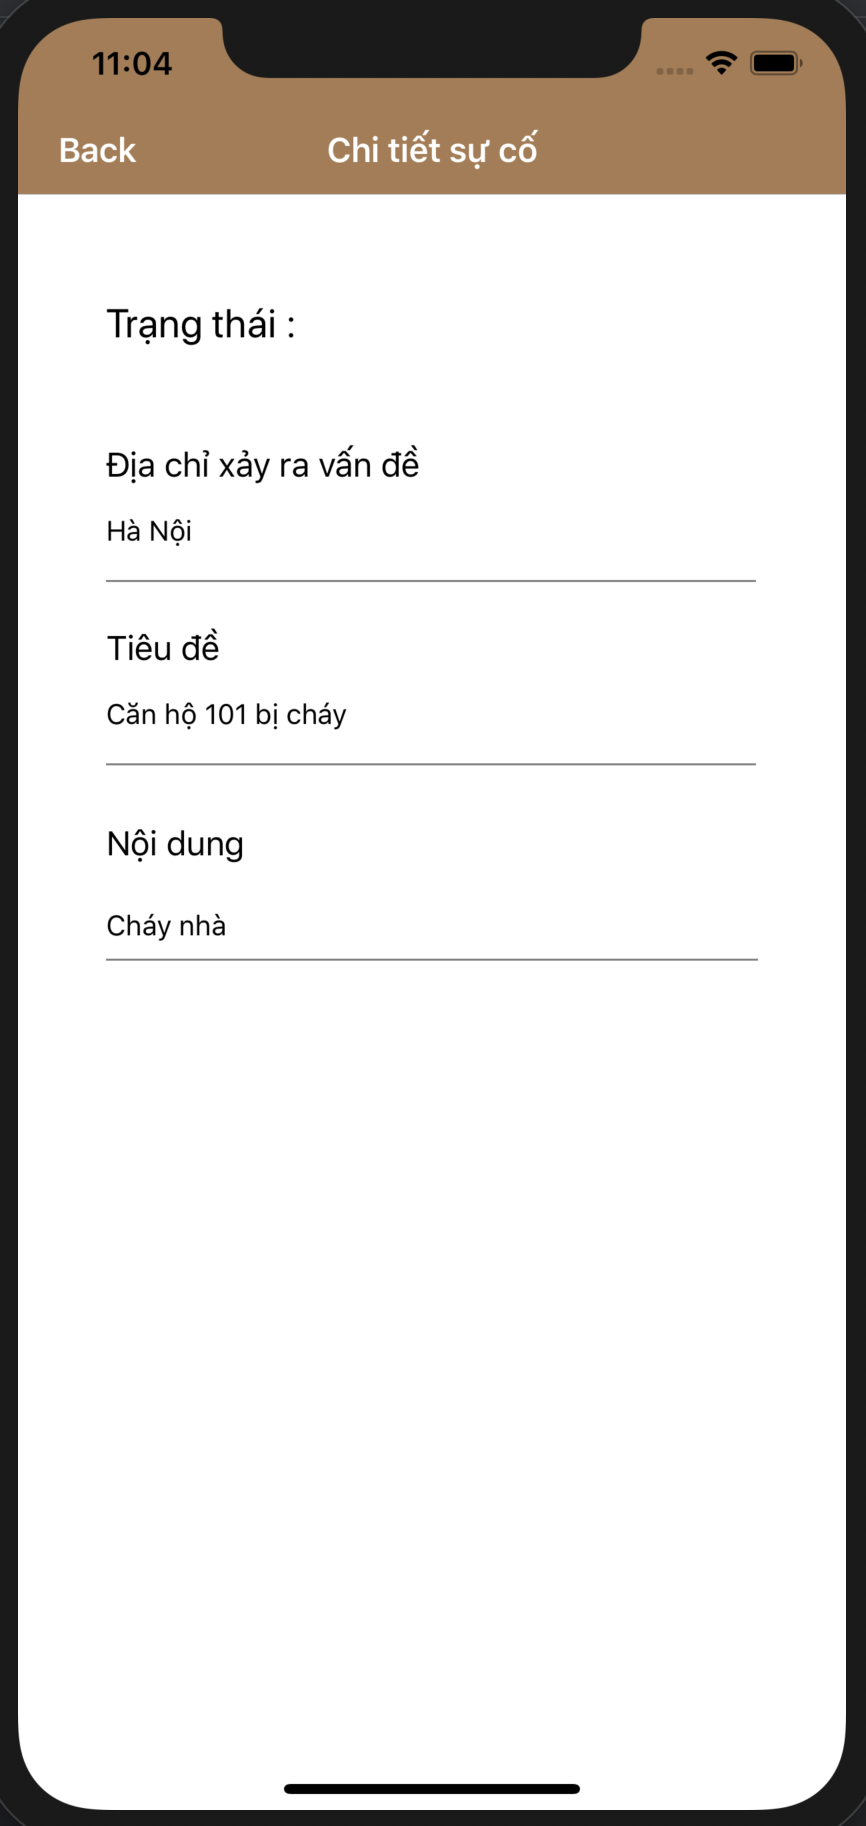 11:04
Back
Chi tiết sự cố
Trạng thái :
Địa chỉ xảy ra vấn đề
Hà Nội
Tiêu đề
Căn hộ 101 bị cháy
Nội dung
Cháy nhà